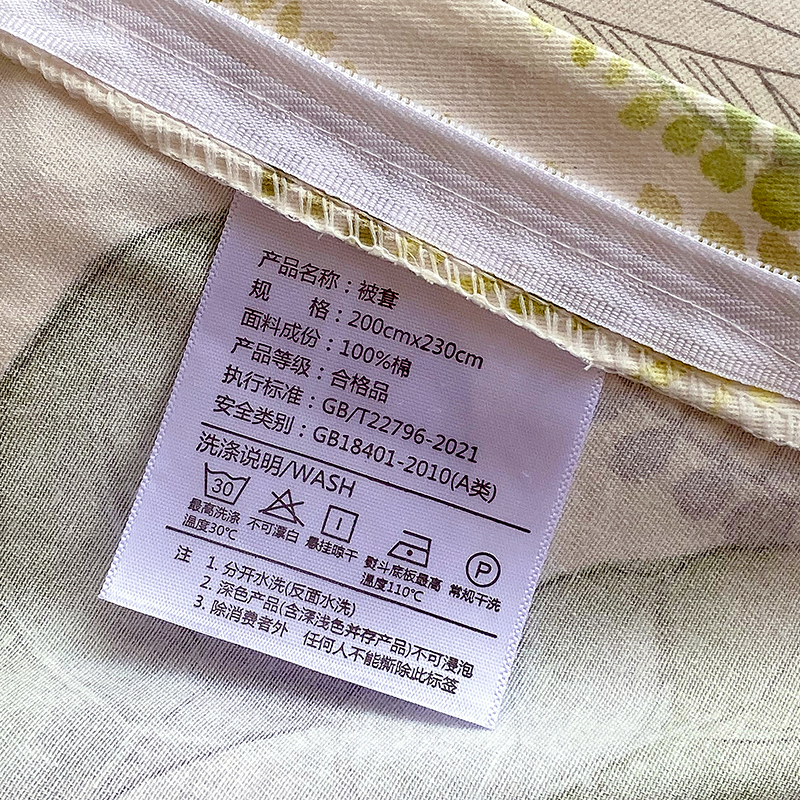 产品名称：被套
规　　格：200cmx230cm
面料成份：100%棉
产品等级：合格品
执行标准：GB/T22796-2021
安全类别：GB18401-2010(A类)
洗涤说明/WASH
30
P
最高洗涤温度30℃
不可漂白
悬挂晾干
熨斗底板最高温度110℃
常规干洗
注 1. 分开水洗(反面水洗)
2. 深色产品(含深浅色并存产品)不可浸泡
3. 除消费者外 任何人不能撕除此标签